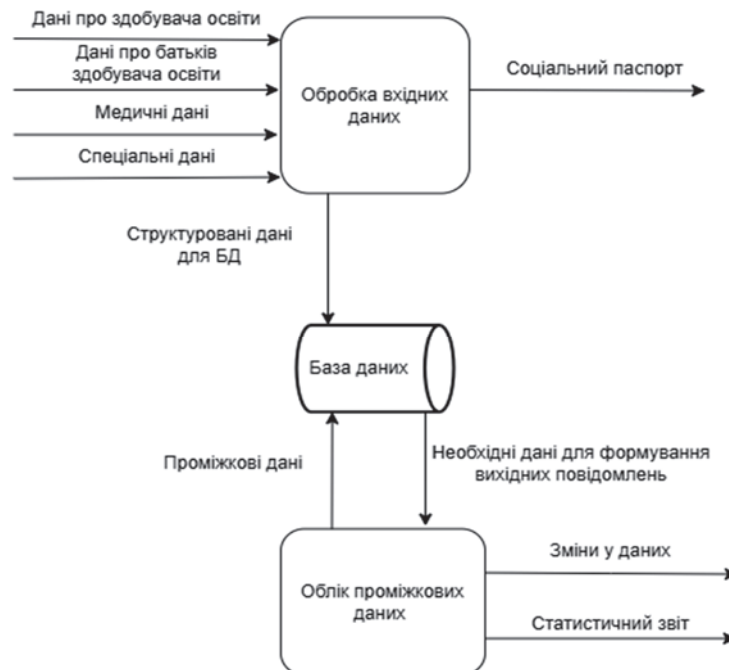 Дані про здобувача освіти
Дані про батьків
здобувача освіти
Медичні дані
Спеціальні дані
Обробка вхідних
даних
Соціальний паспорт
Структуровані дані
для БД
База даних
Проміжкові дані
Необхідні дані для формування
вихідних повідомлень
Облік проміжкових
даних
Зміни у даних
Статистичний звіт